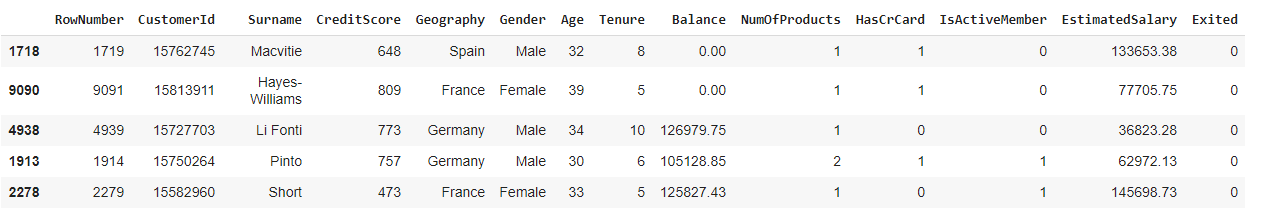 RowNumber CustomerId Surname CreditScore Geography Gender Age Tenure Balance NumOfProducts HasCrCard IsActiveMember EstimatedSalary Exited
1718 1719 15762745 Macvitie 648 Spain Male 32 8 0.00 1 1 0 133653.38 0
9090 9091 15813911 Hayes-
Williams 809 France Female 39 5 0.00 1 1 0 77705.75 0
4938 4939 15727703 Li Fonti 773 Germany Male 34 10 126979.75 1 0 0 36823.28 0
1913 1914 15750264 Pinto 757 Germany Male 30 6 105128.85 2 1 1 62972.13 0
2278 2279 15582960 Short 473 France Female 33 5 125827.43 1 0 1 145698.73 0